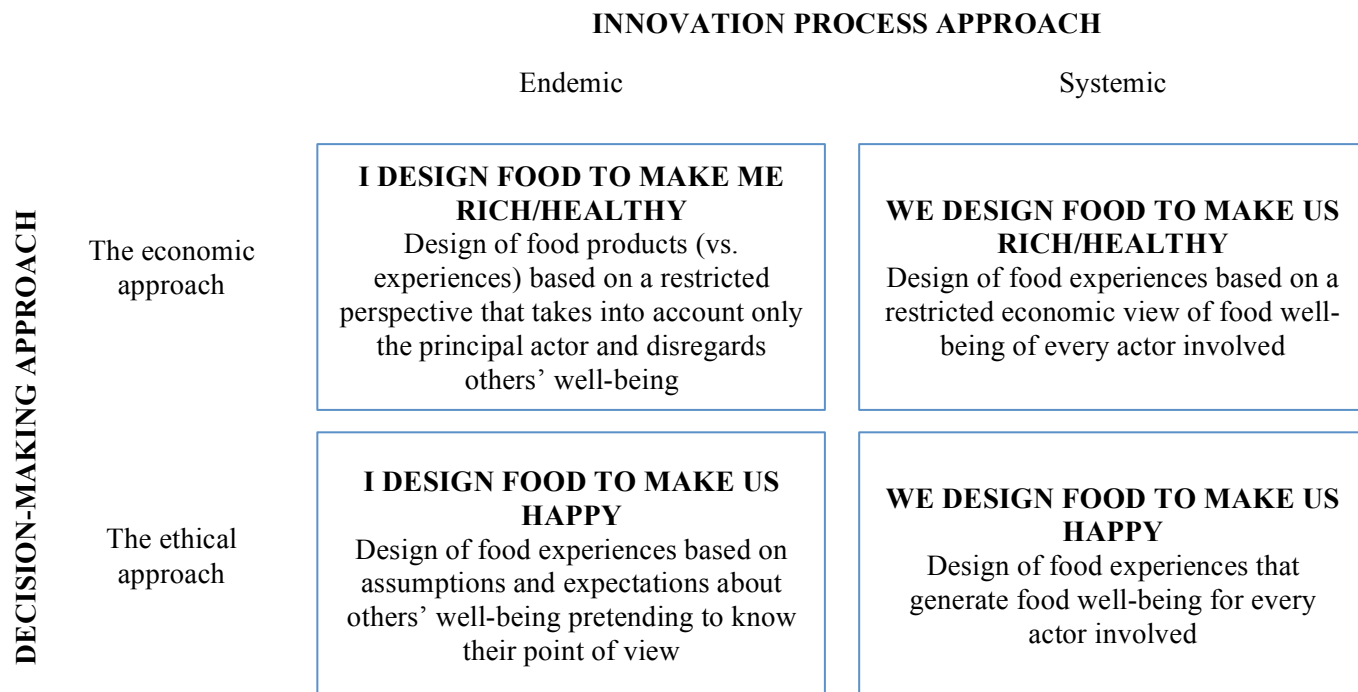 INNOVATION PROCESS APPROACH
Endemic
Systemic
DECISION-MAKING APPROACH
The economic
approach
I DESIGN FOOD TO MAKE ME
RICH/HEALTHY
Design of food products (vs.
experiences) based on a restricted
perspective that takes into account only
the principal actor and disregards
others’ well-being
WE DESIGN FOOD TO MAKE US
RICH/HEALTHY
Design of food experiences based on a
restricted economic view of food well-
being of every actor involved
The ethical
approach
I DESIGN FOOD TO MAKE US
HAPPY
Design of food experiences based on
assumptions and expectations about
others’ well-being pretending to know
their point of view
WE DESIGN FOOD TO MAKE US
HAPPY
Design of food experiences that
generate food well-being for every
actor involved